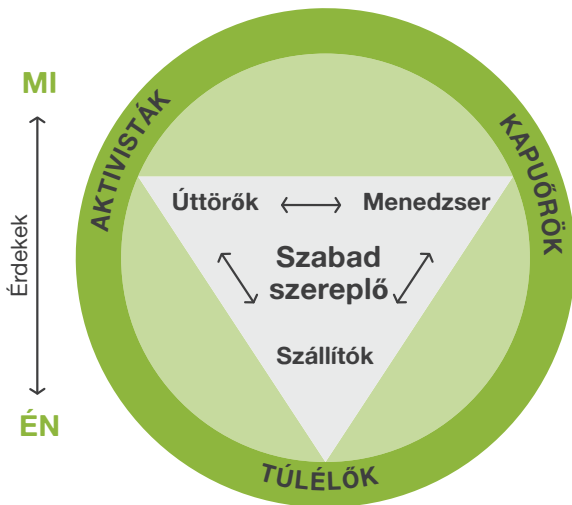 MI
AKTIVISTÁK
KAPUŐRÖK
Úttörők
Menedzser
Érdekek
Szabad
szereplő
Szállítók
ÉN
TÚLÉLŐK